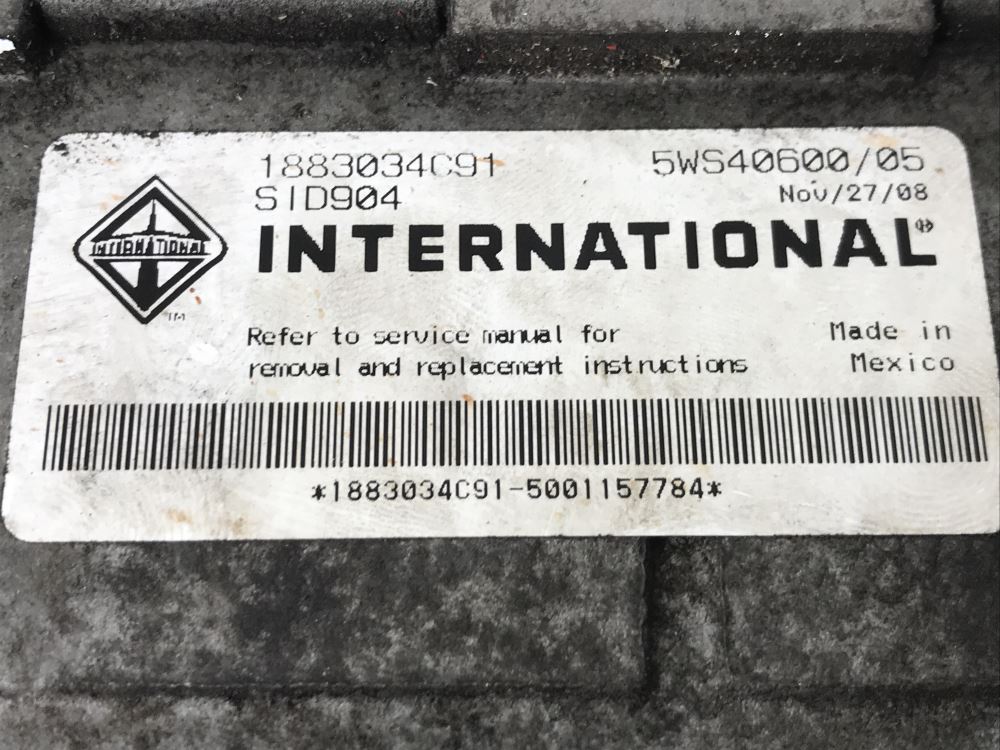 1883034C91 5WS40600/05
SID904 Nov/27/08
INTERNATIONAL®
INTERNATIONAL
TM
Refer to service manual for Made in
removal and replacement instructions Mexico
*1883034C91-5001157784*